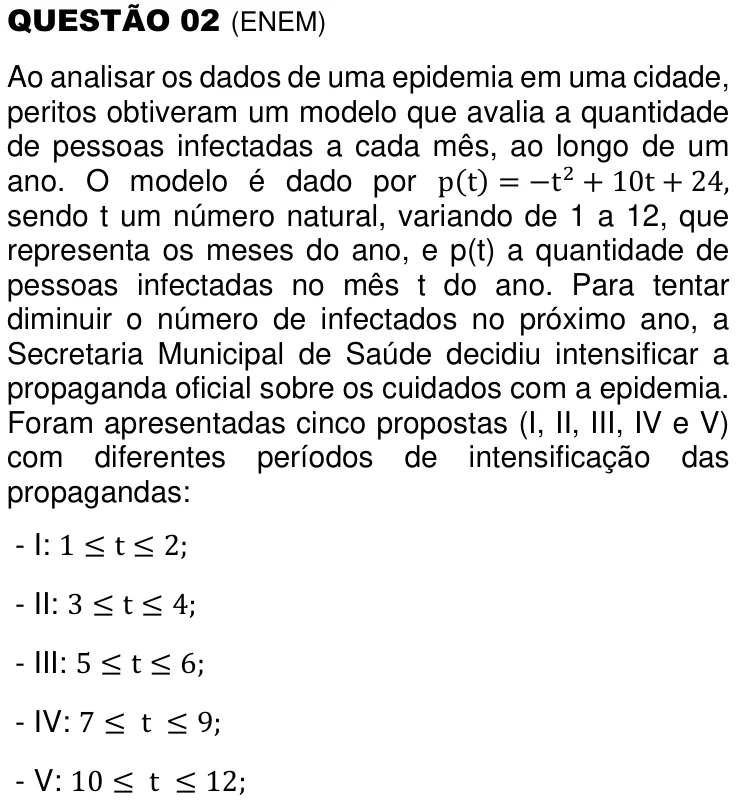 QUESTÃO 02 (ENEM)
Ao analisar os dados de uma epidemia em uma cidade,
peritos obtiveram um modelo que avalia a quantidade
de pessoas infectadas a cada mês, ao longo de um
ano. O modelo é dado por p(t) = −t² + 10t + 24,
sendo t um número natural, variando de 1 a 12, que
representa os meses do ano, e p(t) a quantidade de
pessoas infectadas no mês t do ano. Para tentar
diminuir o número de infectados no próximo ano, a
Secretaria Municipal de Saúde decidiu intensificar a
propaganda oficial sobre os cuidados com a epidemia.
Foram apresentadas cinco propostas (I, II, III, IV e V)
com diferentes períodos de intensificação das
propagandas:
- I: 1 ≤ t ≤ 2;
- II: 3 ≤ t ≤ 4;
- III: 5 ≤ t ≤ 6;
- IV: 7 ≤ t ≤ 9;
- V: 10 ≤ t ≤ 12;